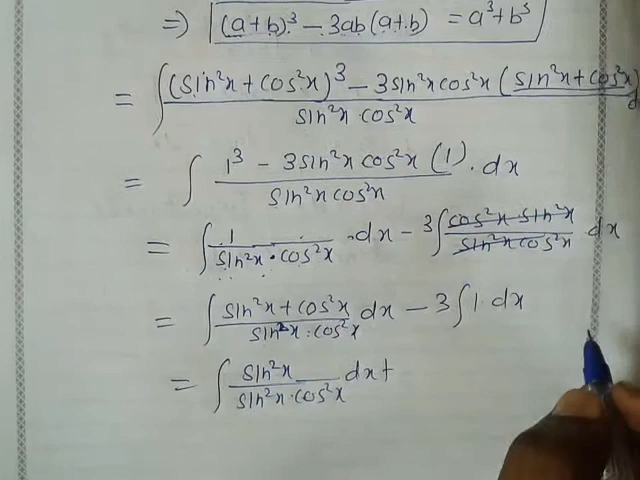 ⇒) (a+b)³ − 3ab(a+b) = a³+b³
= ∫ (sin²x + cos²x)³ − 3sin²x cos²x (sin²x + cos²x) / sin²x · cos²x
= ∫ 1³ − 3sin²x cos²x (1) / sin²x cos²x · dx
= ∫ 1 / sin²x · cos²x · dx − 3∫ cos²x sin²x / sin²x cos²x dx
= ∫ sin²x + cos²x / sin²x · cos²x dx − 3∫ 1 · dx
= ∫ sin²x / sin²x · cos²x dx +